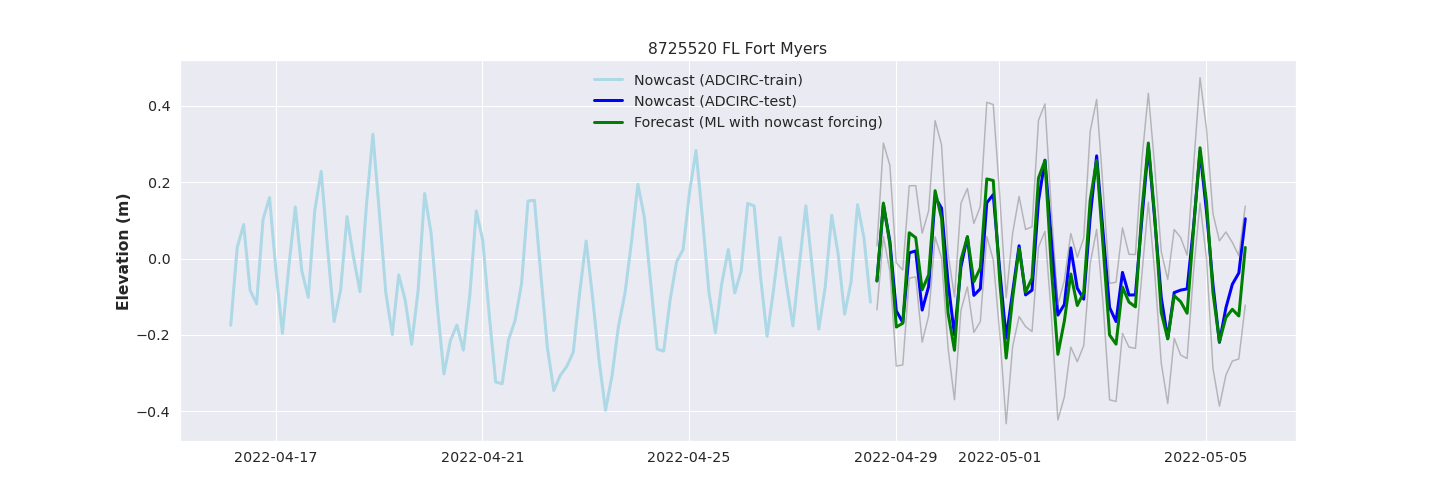 8725520 FL Fort Myers
Nowcast (ADCIRC-train)
Nowcast (ADCIRC-test)
Forecast (ML with nowcast forcing)
Elevation (m)
0.4
0.2
0.0
−0.2
−0.4
2022-04-17 2022-04-21 2022-04-25 2022-04-29 2022-05-01 2022-05-05